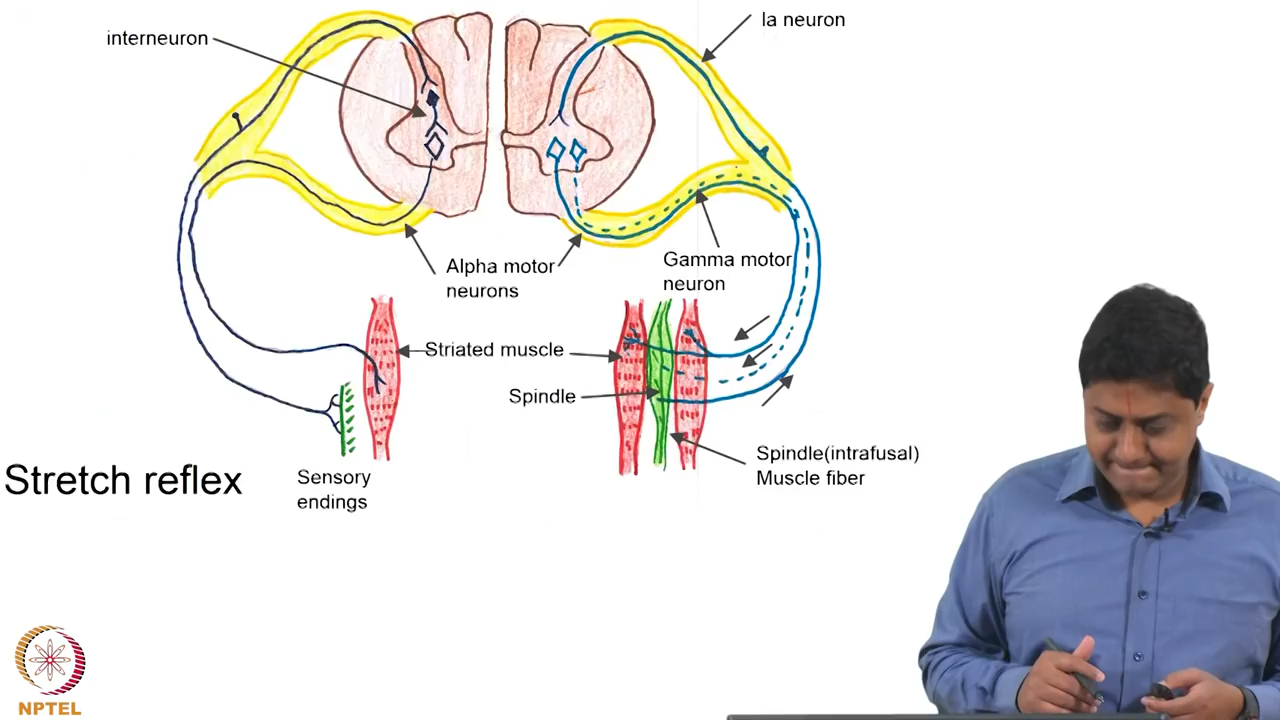 interneuron
Ia neuron
Alpha motor
neurons
Gamma motor
neuron
Striated muscle
Spindle
Spindle(intrafusal)
Muscle fiber
Stretch reflex
Sensory
endings
NPTEL